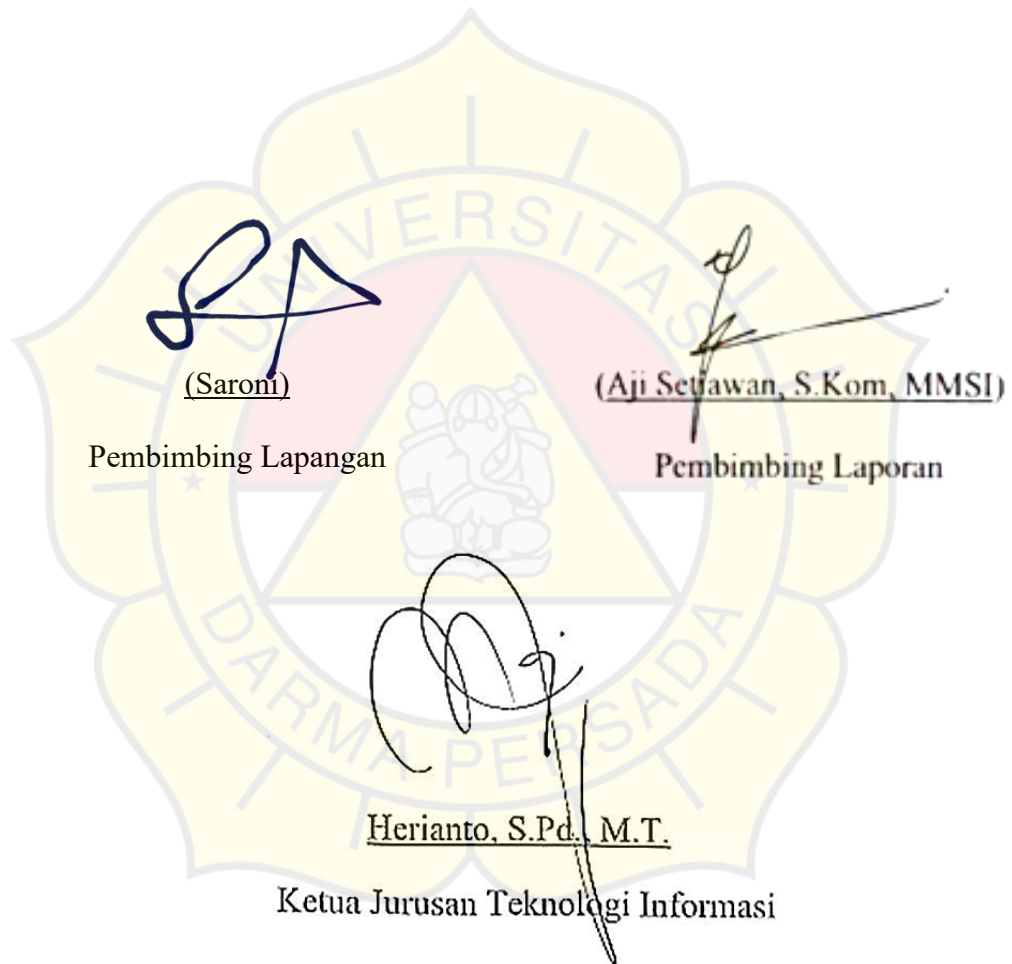 UNIVERSITAS
(Saroni)
(Aji Setiawan, S.Kom, MMSI)
Pembimbing Lapangan
Pembimbing Laporan
DARMA PERSADA
Herianto, S.Pd., M.T.
Ketua Jurusan Teknologi Informasi